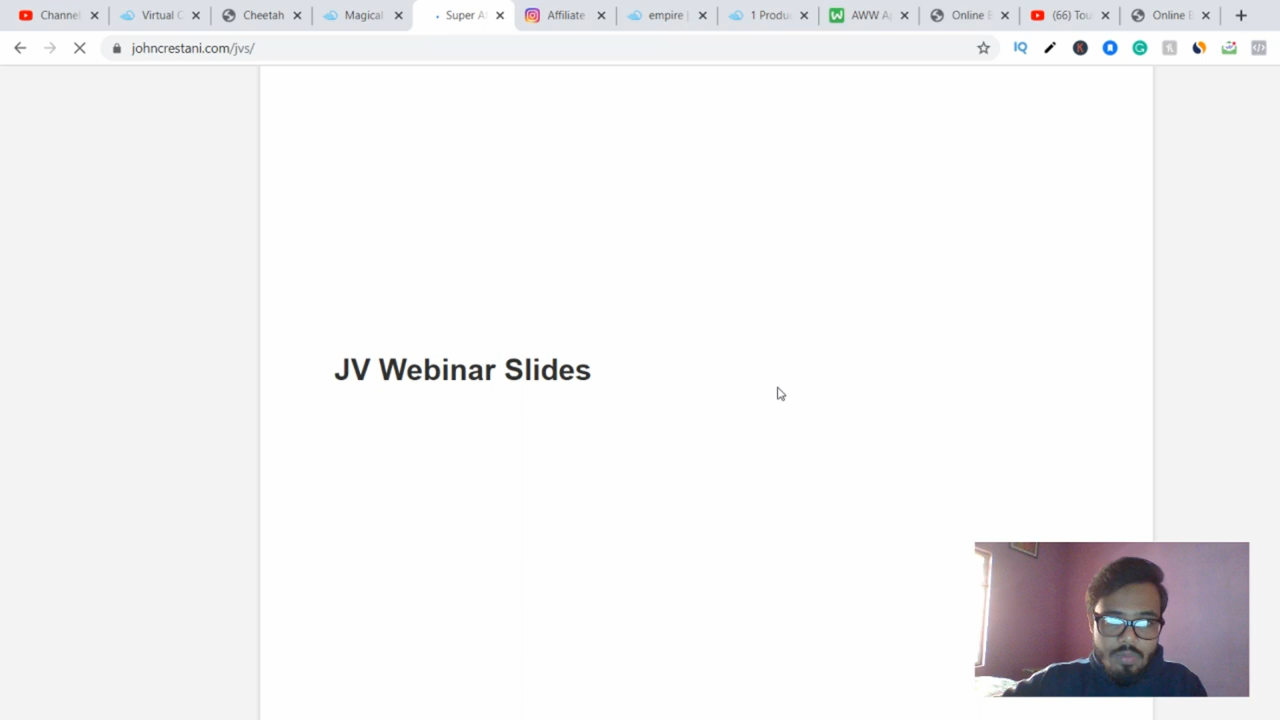 Channel
Virtual C
Cheetah
Magical
Super A
Affiliate
empire |
1 Produ
AWW A
Online E
(66) Tou
Online E
johncrestani.com/jvs/
IQ
JV Webinar Slides